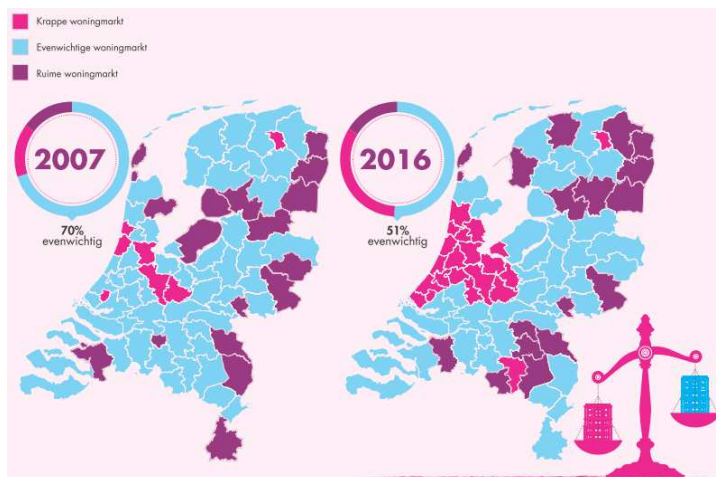 Krappe woningmarkt
Evenwichtige woningmarkt
Ruime woningmarkt
2007
70%
evenwichtig
2016
51%
evenwichtig